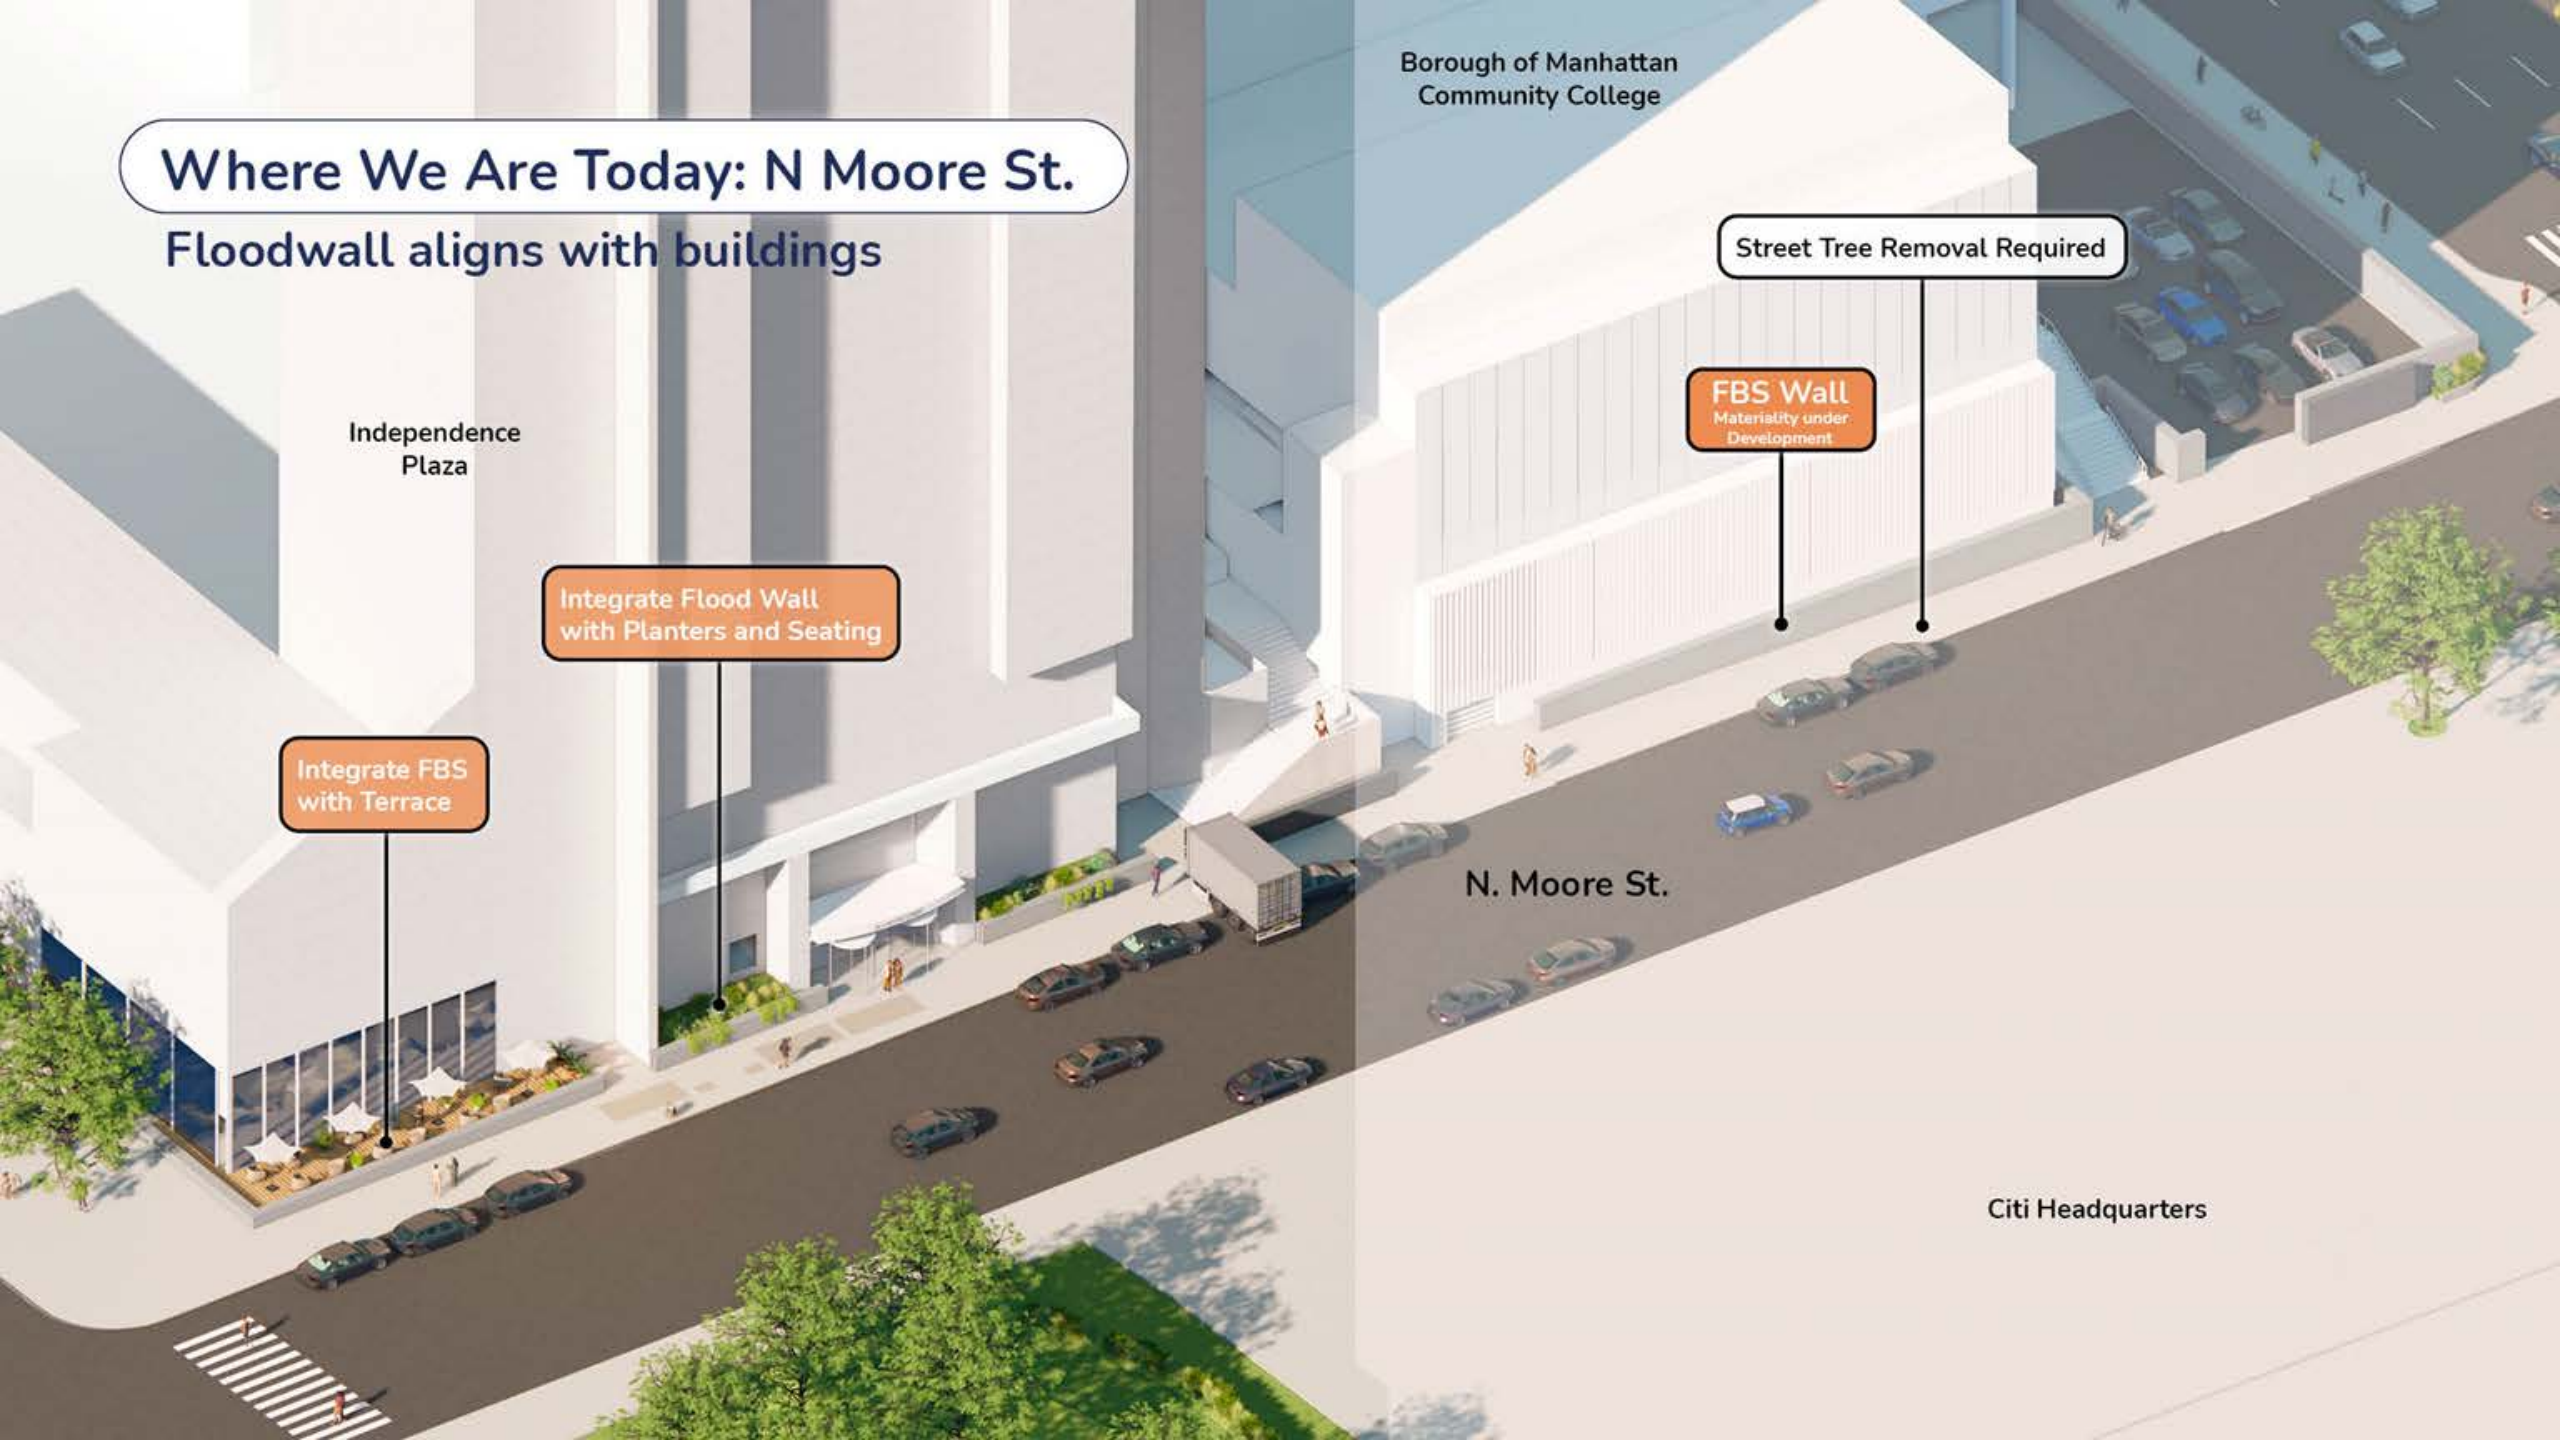 Where We Are Today: N Moore St.
Floodwall aligns with buildings
Borough of Manhattan
Community College
Street Tree Removal Required
FBS Wall
Materiality under
Development
Independence
Plaza
Integrate Flood Wall
with Planters and Seating
Integrate FBS
with Terrace
N. Moore St.
Citi Headquarters